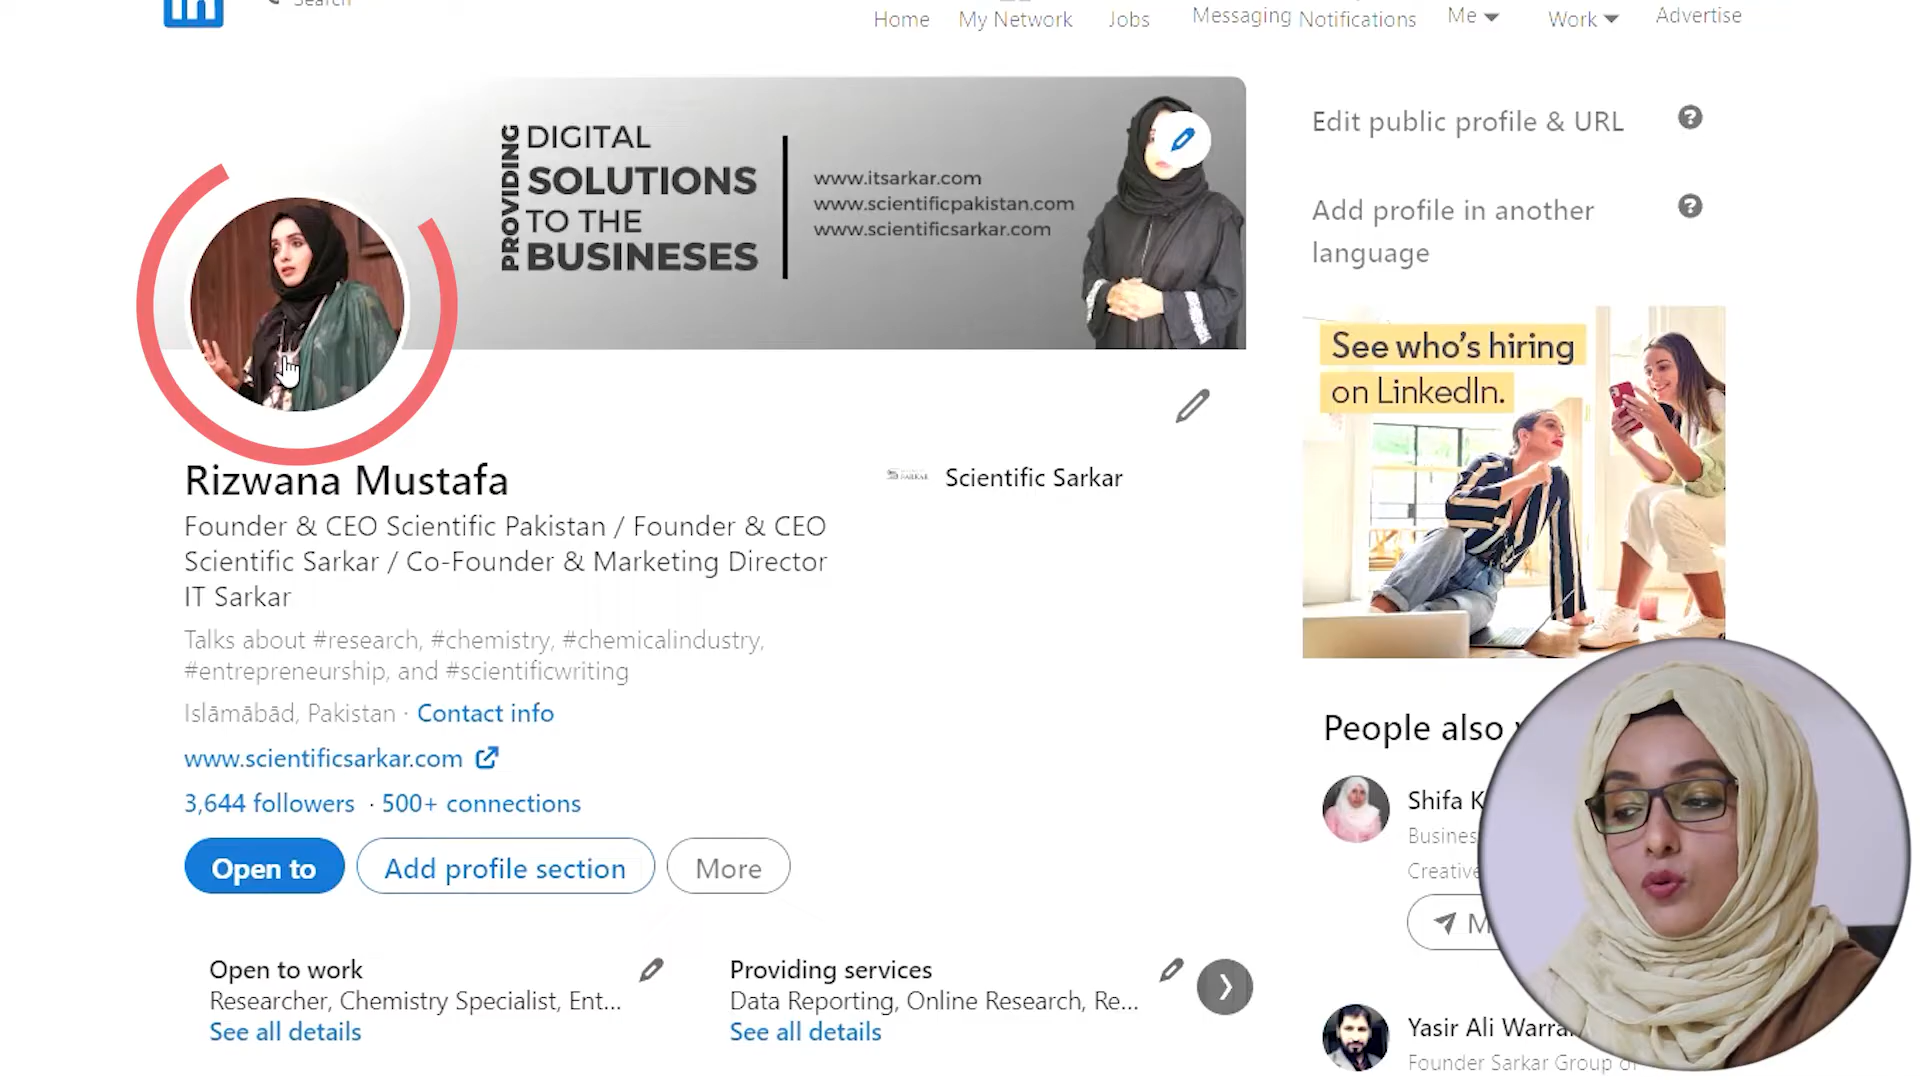 in
Search
Home
My Network
Jobs
Messaging
Notifications
Me
Work
Advertise
PROVIDING
DIGITAL
SOLUTIONS
TO THE
BUSINESES
www.itsarkar.com
www.scientificpakistan.com
www.scientificsarkar.com
Edit public profile & URL
Add profile in another
language
See who's hiring
on LinkedIn.
Rizwana Mustafa
Scientific Sarkar
Founder & CEO Scientific Pakistan / Founder & CEO
Scientific Sarkar / Co-Founder & Marketing Director
IT Sarkar
Talks about #research, #chemistry, #chemicalindustry,
#entrepreneurship, and #scientificwriting
Islāmābād, Pakistan · Contact info
www.scientificsarkar.com
3,644 followers · 500+ connections
Open to
Add profile section
More
Open to work
Researcher, Chemistry Specialist, Ent...
See all details
Providing services
Data Reporting, Online Research, Re...
See all details
People also
Shifa K
Busines
Creative
M
Yasir Ali Warra
Founder Sarkar Group of